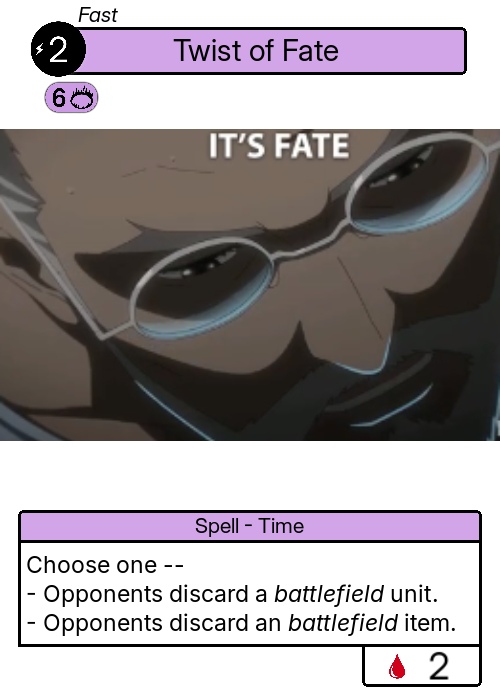 Fast
2
Twist of Fate
6
IT'S FATE
Spell - Time
Choose one --
- Opponents discard a battlefield unit.
- Opponents discard an battlefield item.
2